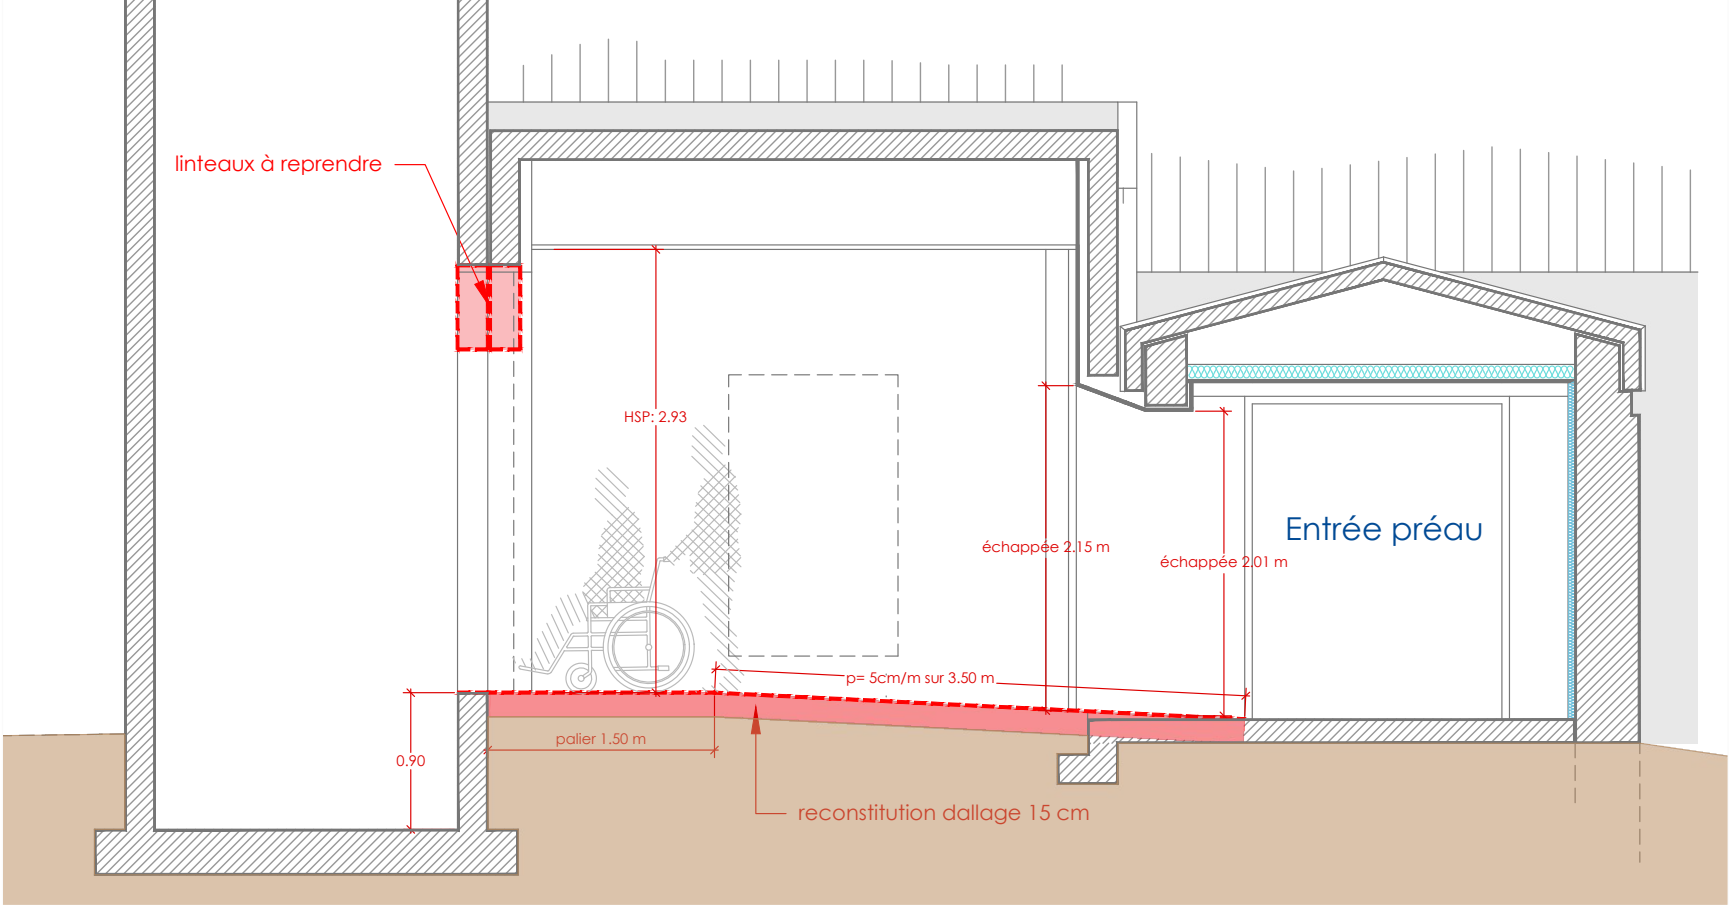 linteaux à reprendre
HSP: 2.93
échappée 2.15 m
échappée 2.01 m
Entrée préau
p= 5cm/m sur 3.50 m
palier 1.50 m
0.90
reconstitution dallage 15 cm